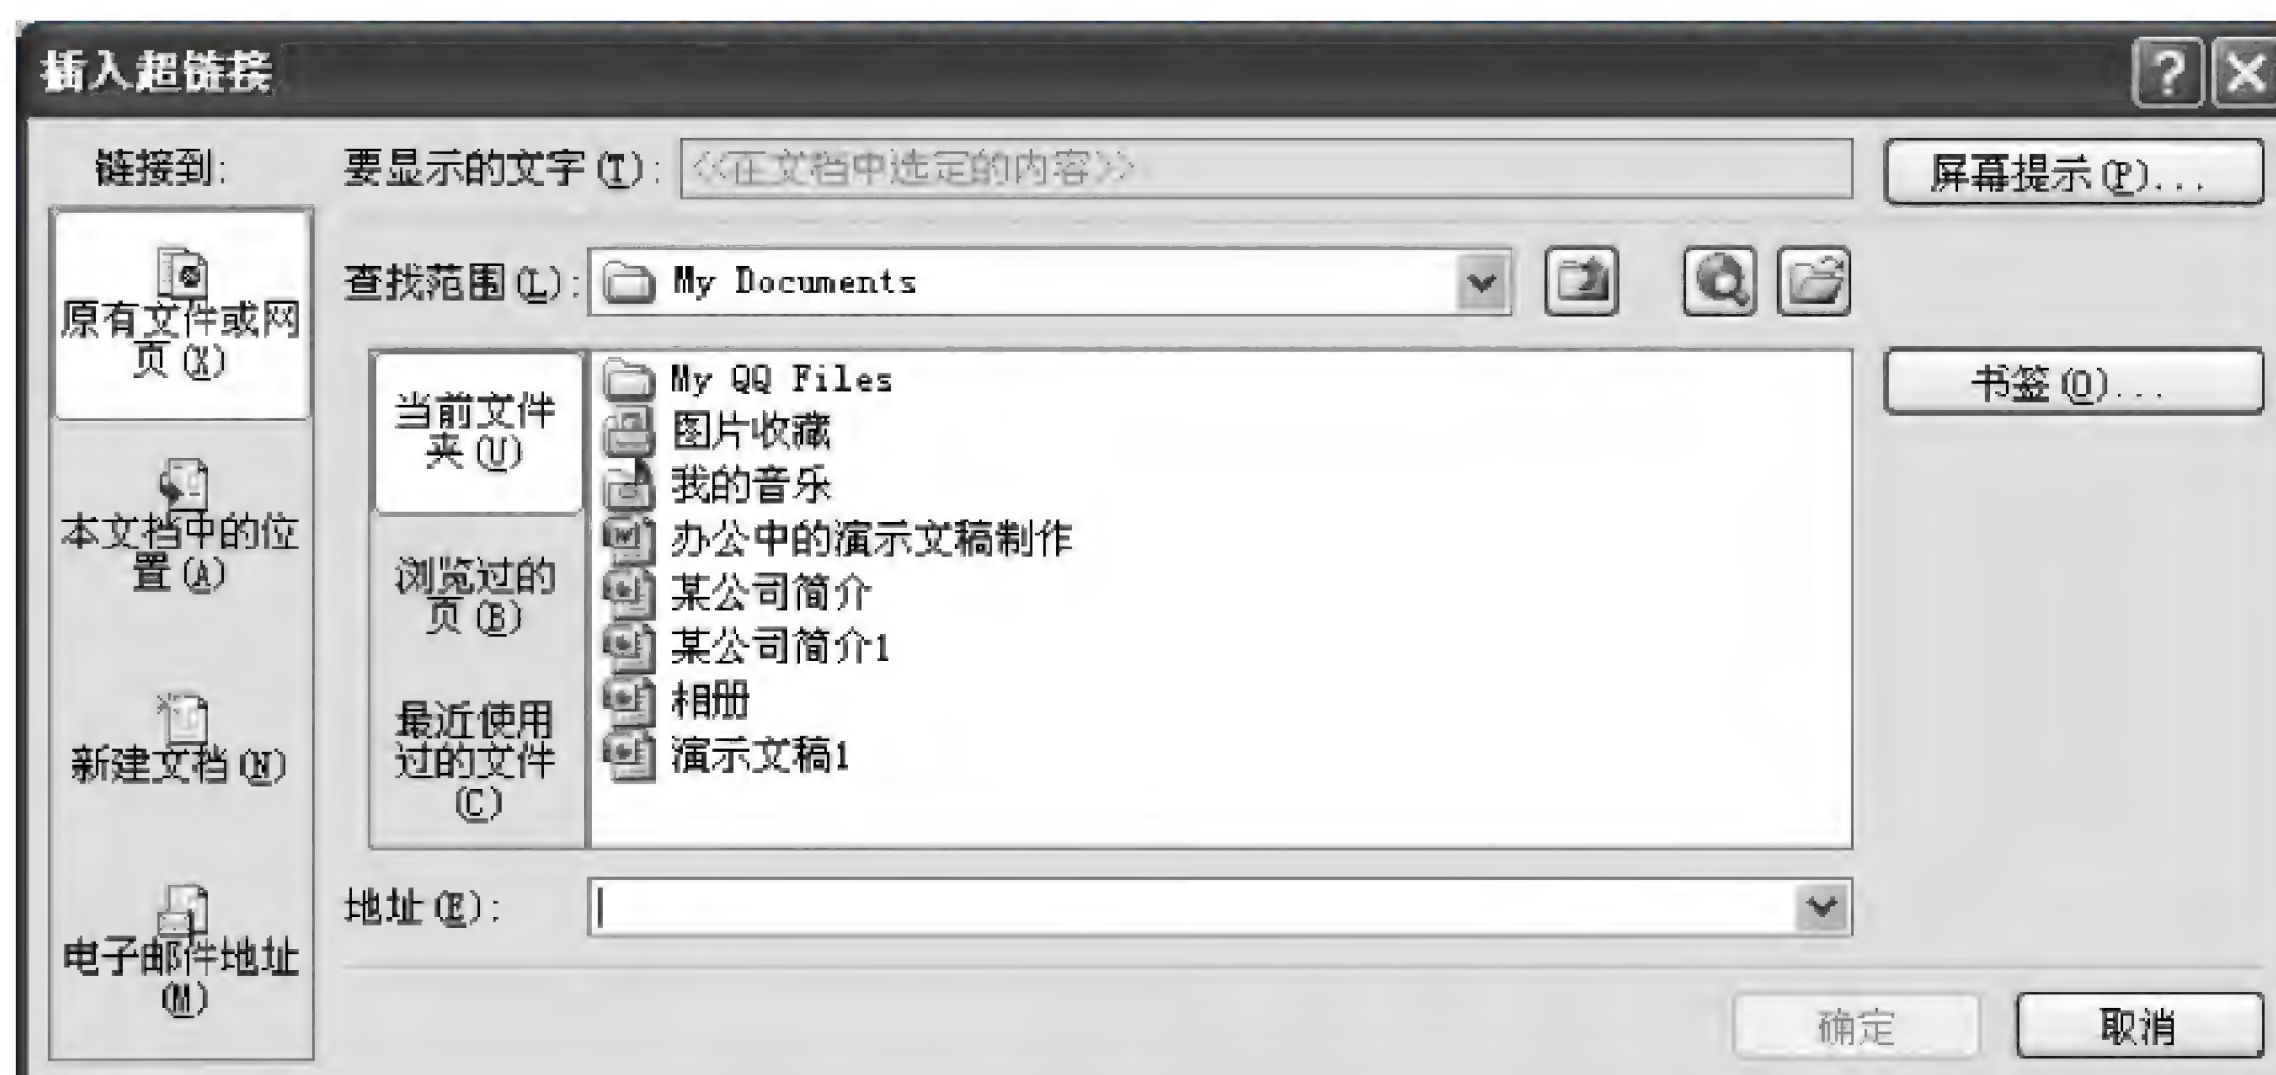 插入超链接
链接到:
要显示的文字(T): <<在文档中选定的内容>>
屏幕提示(P)...
原有文件或网
页(X)
查找范围(L): My Documents
当前文件
夹(U)
My QQ Files
图片收藏
我的音乐
办公中的演示文稿制作
某公司简介
某公司简介1
相册
演示文稿1
书签(O)...
本文档中的位
置(A)
浏览过的
页(B)
新建文档(N)
最近使用
过的文件
(C)
电子邮件地址
(M)
地址(E):
确定
取消